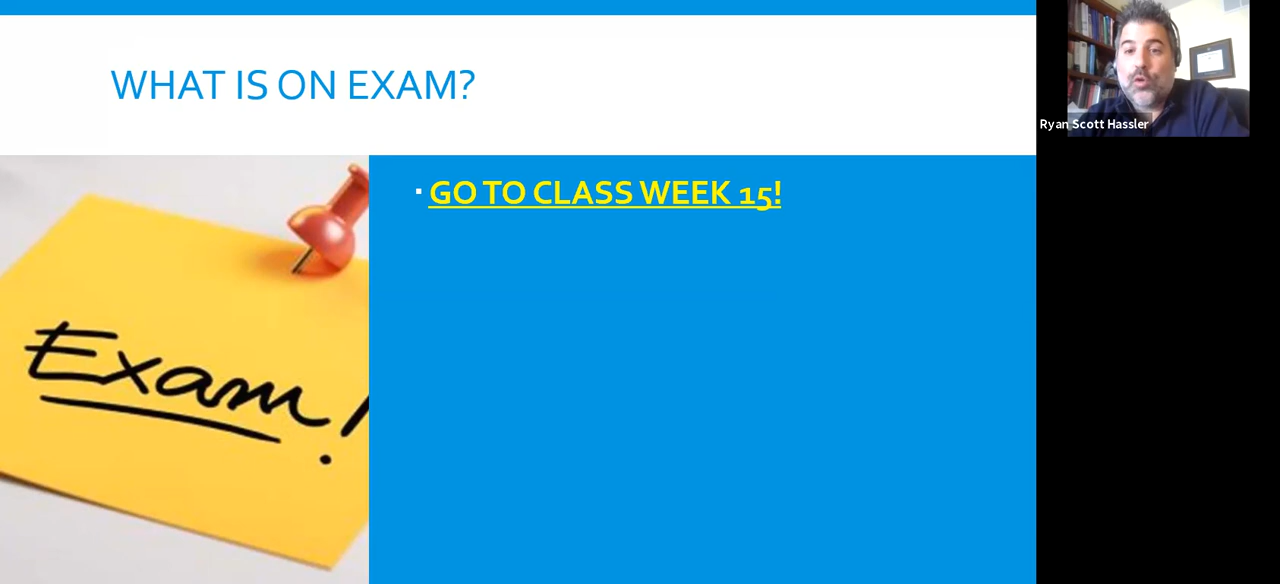 WHAT IS ON EXAM?
Ryan Scott Hassler
GO TO CLASS WEEK 15!
Exam!